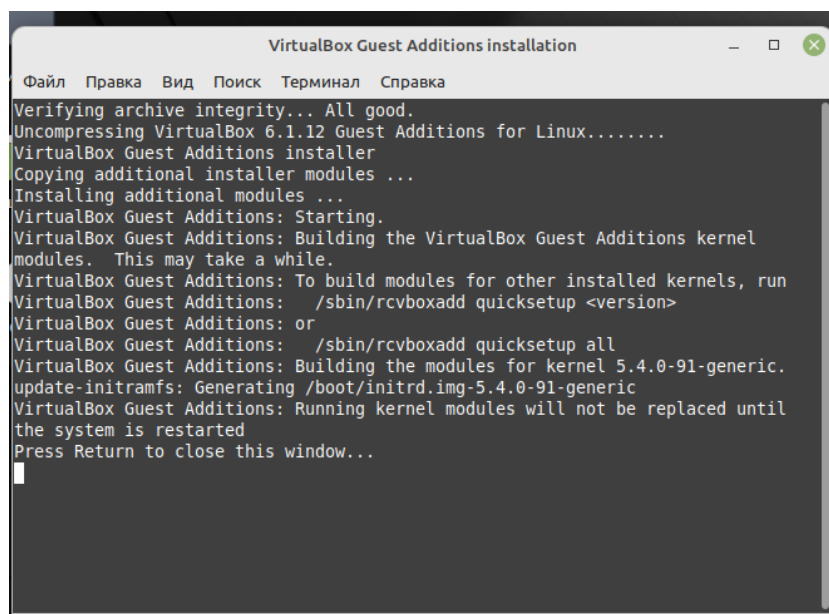 VirtualBox Guest Additions installation
Файл Правка Вид Поиск Терминал Справка
Verifying archive integrity... All good.
Uncompressing VirtualBox 6.1.12 Guest Additions for Linux........
VirtualBox Guest Additions installer
Copying additional installer modules ...
Installing additional modules ...
VirtualBox Guest Additions: Starting.
VirtualBox Guest Additions: Building the VirtualBox Guest Additions kernel
modules.  This may take a while.
VirtualBox Guest Additions: To build modules for other installed kernels, run
VirtualBox Guest Additions:   /sbin/rcvboxadd quicksetup <version>
VirtualBox Guest Additions: or
VirtualBox Guest Additions:   /sbin/rcvboxadd quicksetup all
VirtualBox Guest Additions: Building the modules for kernel 5.4.0-91-generic.
update-initramfs: Generating /boot/initrd.img-5.4.0-91-generic
VirtualBox Guest Additions: Running kernel modules will not be replaced until
the system is restarted
Press Return to close this window...